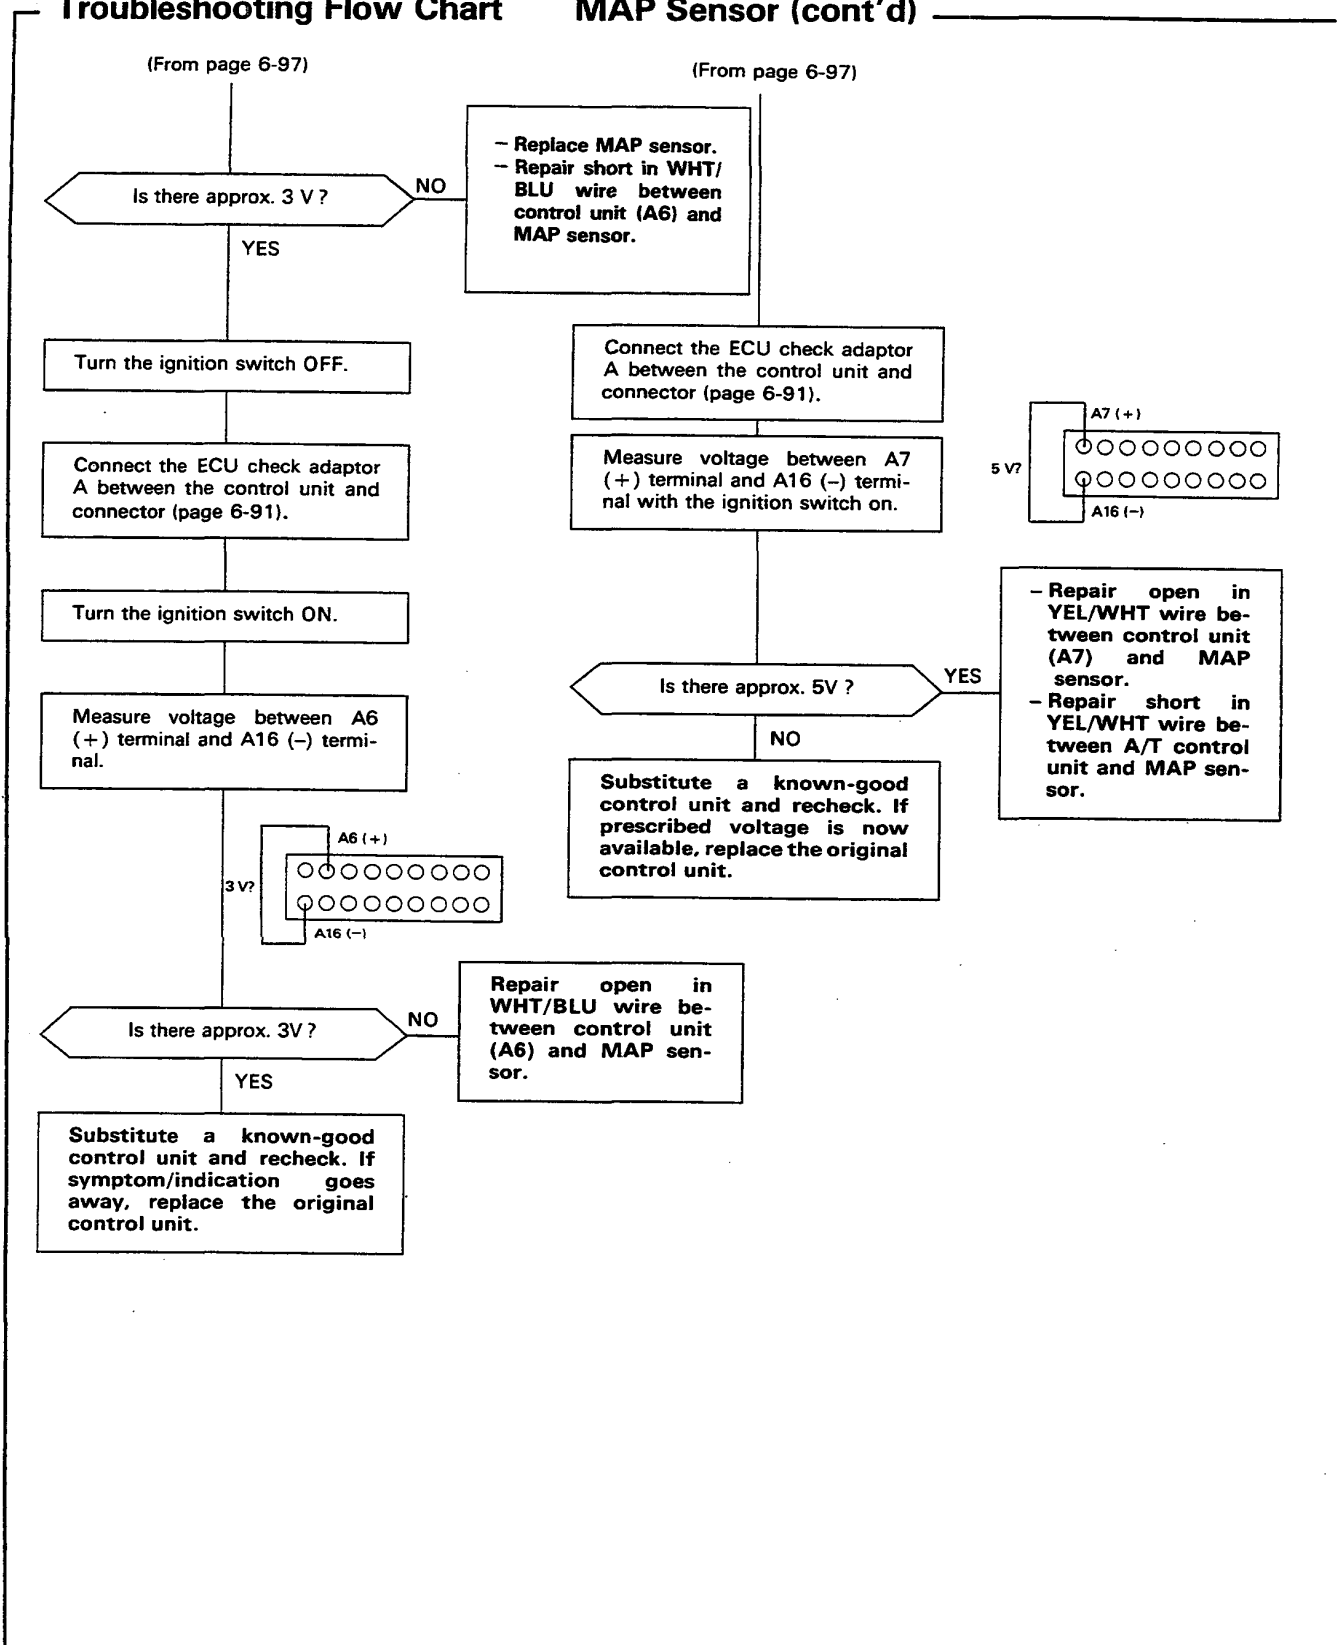 Troubleshooting Flow Chart MAP Sensor (cont'd)
(From page 6-97)
Is there approx. 3 V ?
NO
– Replace MAP sensor.
– Repair short in WHT/
BLU wire between
control unit (A6) and
MAP sensor.
YES
Turn the ignition switch OFF.
Connect the ECU check adaptor
A between the control unit and
connector (page 6-91).
Turn the ignition switch ON.
Measure voltage between A6
(+) terminal and A16 (–) termi-
nal.
A6 (+)
3 V?
A16 (–)
Is there approx. 3V ?
NO
Repair open in
WHT/BLU wire be-
tween control unit
(A6) and MAP sen-
sor.
YES
Substitute a known-good
control unit and recheck. If
symptom/indication goes
away, replace the original
control unit.
(From page 6-97)
Connect the ECU check adaptor
A between the control unit and
connector (page 6-91).
Measure voltage between A7
(+) terminal and A16 (–) termi-
nal with the ignition switch on.
A7 (+)
5 V?
A16 (–)
Is there approx. 5V ?
YES
– Repair open in
YEL/WHT wire be-
tween control unit
(A7) and MAP
sensor.
– Repair short in
YEL/WHT wire be-
tween A/T control
unit and MAP sen-
sor.
NO
Substitute a known-good
control unit and recheck. If
prescribed voltage is now
available, replace the original
control unit.